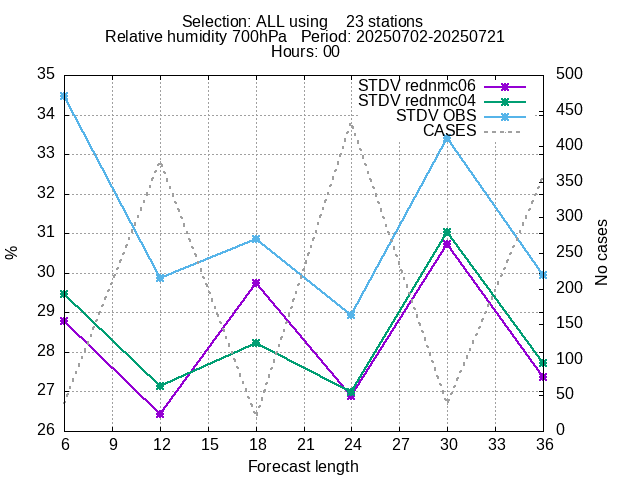 Selection: ALL using    23 stations
Relative humidity 700hPa   Period: 20250702-20250721
Hours: 00
STDV rednmc06
STDV rednmc04
STDV OBS
CASES
35
34
33
32
31
30
29
28
27
26
%
500
450
400
350
300
250
200
150
100
50
0
No cases
6 9 12 15 18 21 24 27 30 33 36
Forecast length